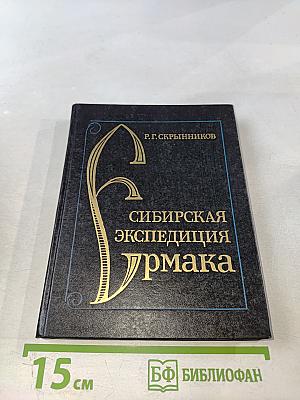 Р.Г. СКРЫННИКОВ
СИБИРСКАЯ
ЭКСПЕДИЦИЯ
Ермака
15 см
БФ БИБЛИОФАН